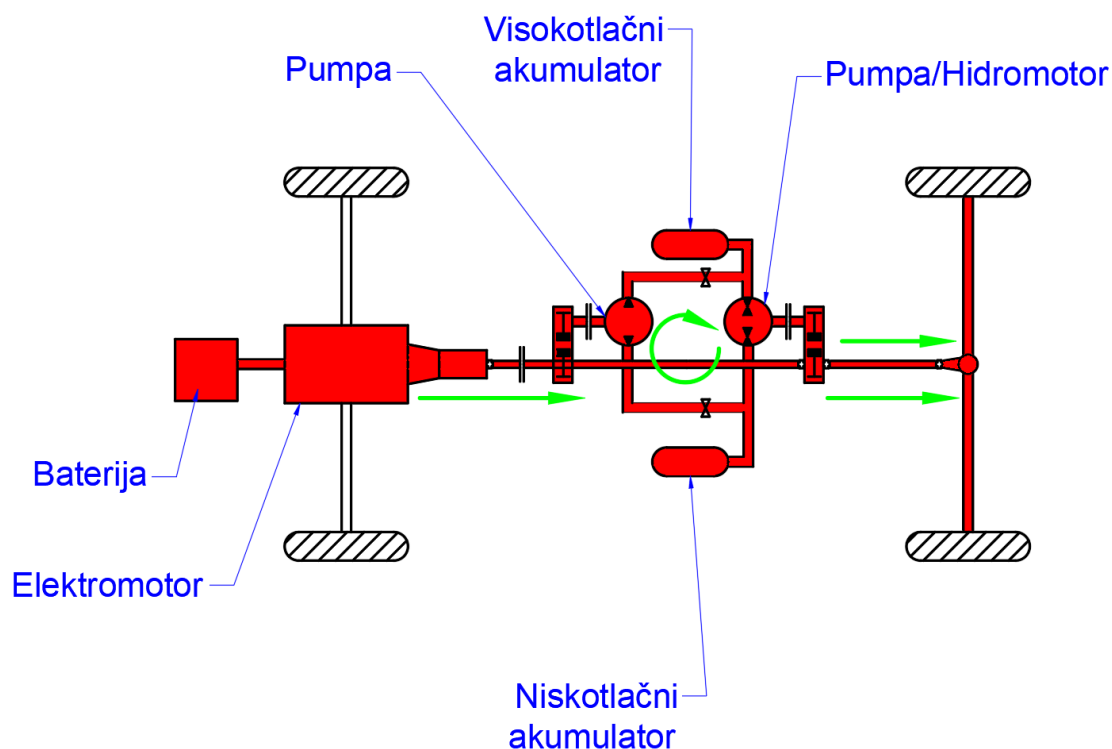 Visokotlačni
akumulator
Pumpa
Pumpa/Hidromotor
Baterija
Elektromotor
Niskotlačni
akumulator